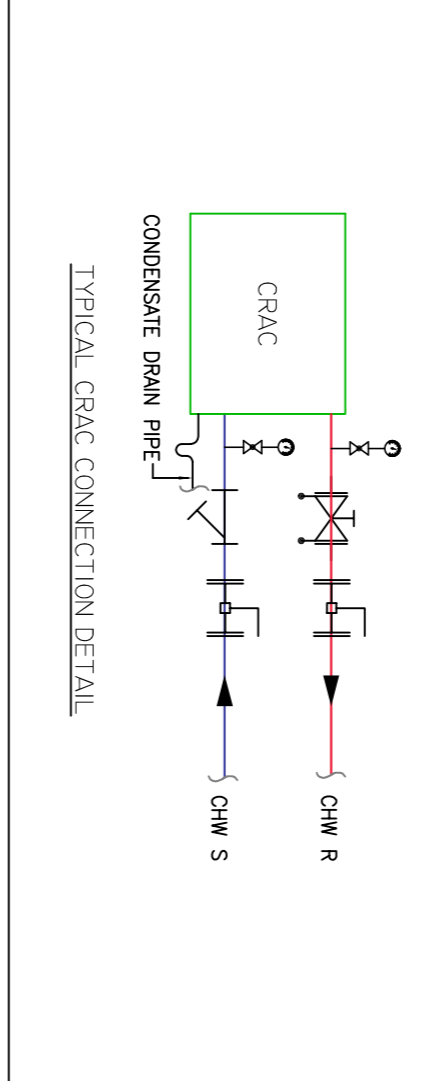 CRAC
CHW R
CHW S
CONDENSATE DRAIN PIPE
TYPICAL CRAC CONNECTION DETAIL